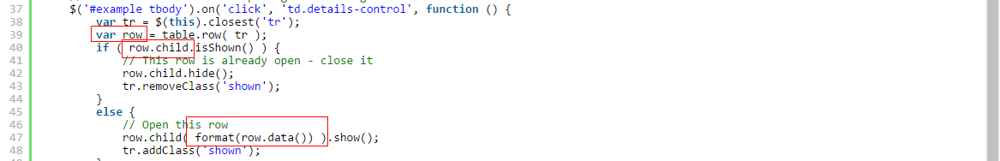 37 $('#example tbody').on('click', 'td.details-control', function () {
38 var tr = $(this).closest('tr');
39 var row = table.row( tr );
40 if ( row.child.isShown() ) {
41 // This row is already open - close it
42 row.child.hide();
43 tr.removeClass('shown');
44 }
45 else {
46 // Open this row
47 row.child( format(row.data()) ).show();
48 tr.addClass('shown');